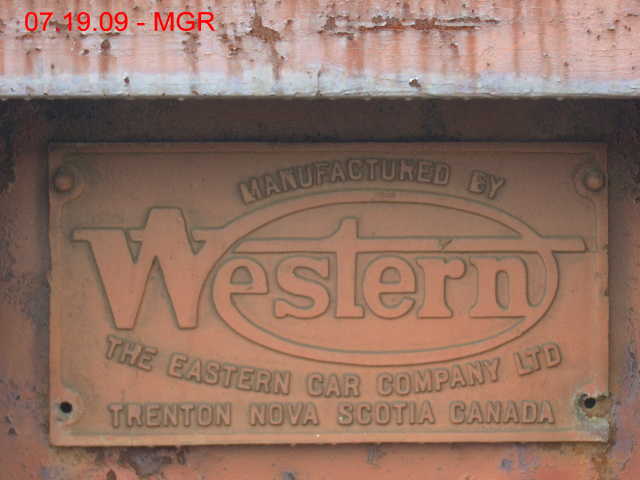 07.19.09 - MGR
MANUFACTURED BY
Western
THE EASTERN CAR COMPANY LTD
TRENTON NOVA SCOTIA CANADA